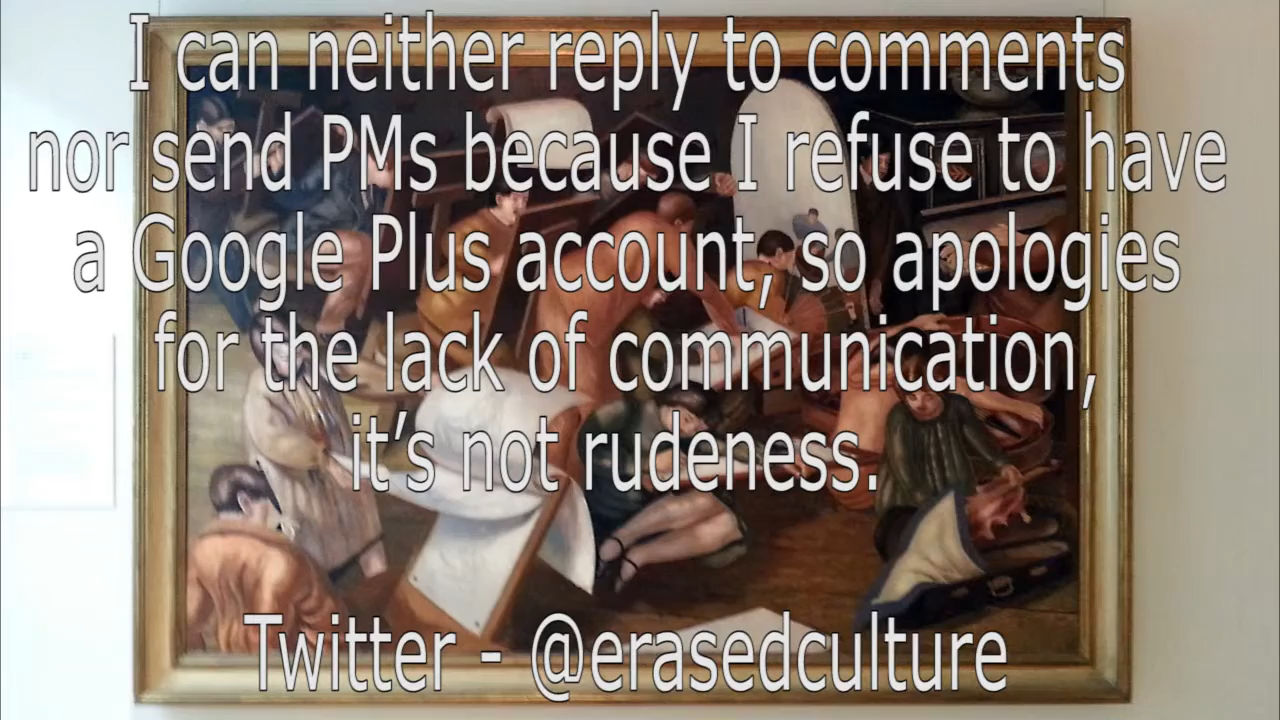 I can neither reply to comments
nor send PMs because I refuse to have
a Google Plus account, so apologies
for the lack of communication,
it’s not rudeness.
Twitter - @erasedculture